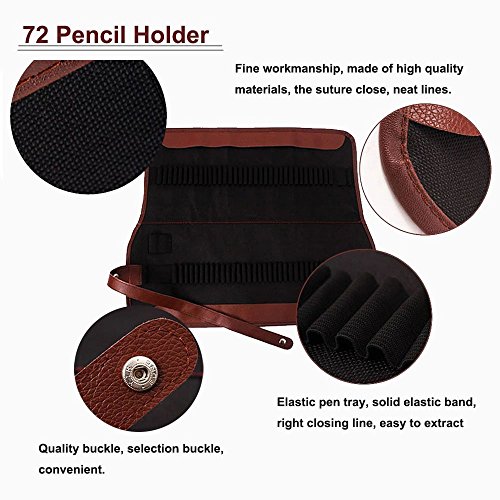 72 Pencil Holder
Fine workmanship, made of high quality
materials, the suture close, neat lines.
Elastic pen tray, solid elastic band,
right closing line, easy to extract
Quality buckle, selection buckle,
convenient.